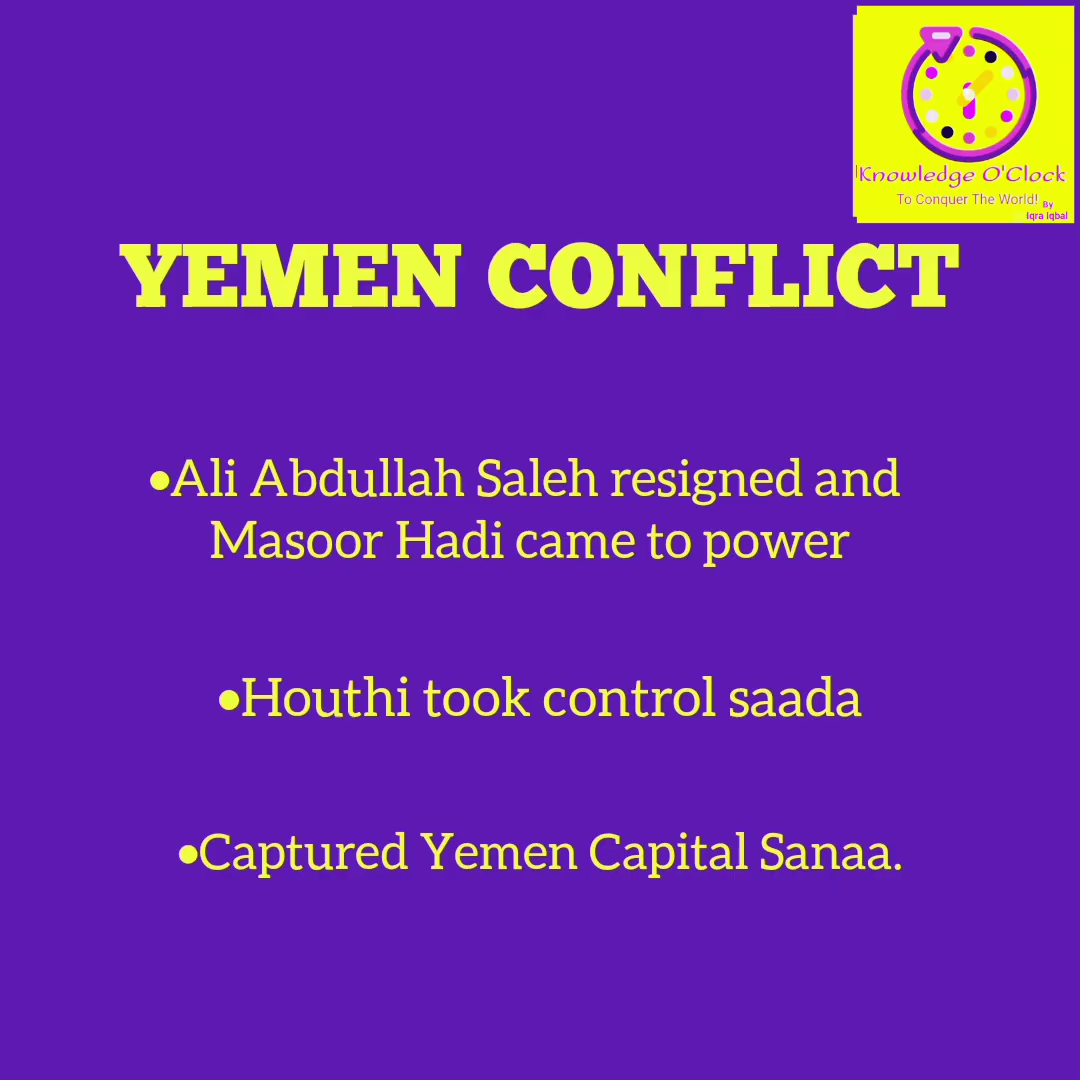 Knowledge O'Clock
To Conquer The World!
By
Iqra Iqbal
YEMEN CONFLICT
•Ali Abdullah Saleh resigned and
Masoor Hadi came to power
•Houthi took control saada
•Captured Yemen Capital Sanaa.